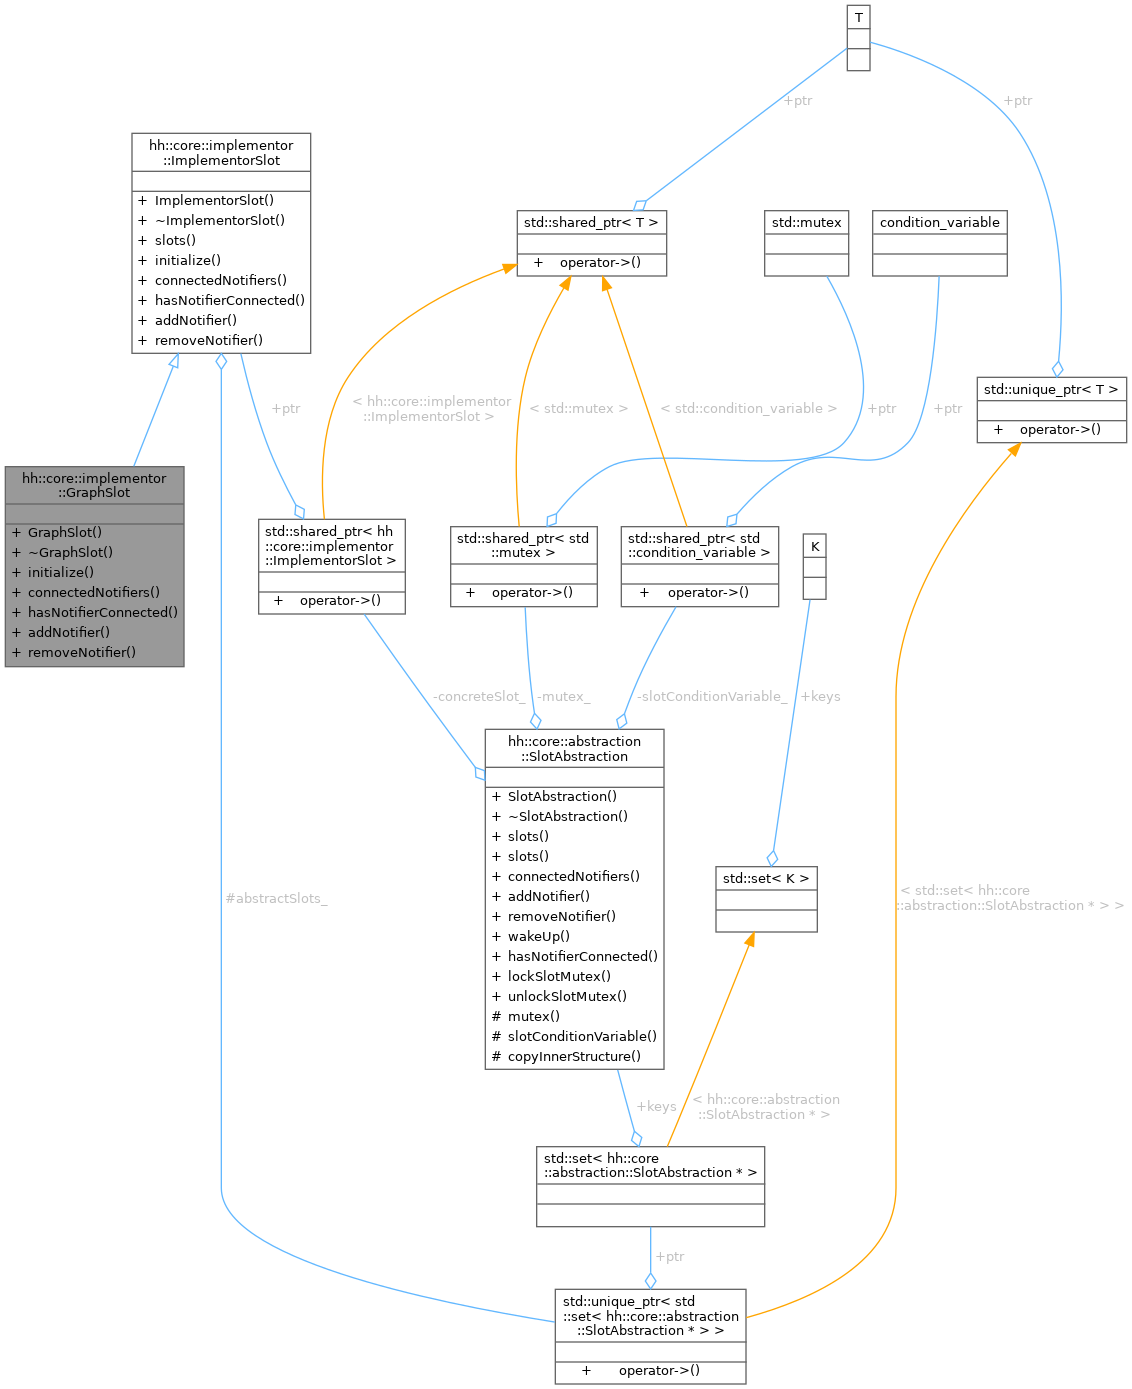 T
+ptr
+ptr
hh::core::implementor
::ImplementorSlot
+ ImplementorSlot()
+ ~ImplementorSlot()
+ slots()
+ initialize()
+ connectedNotifiers()
+ hasNotifierConnected()
+ addNotifier()
+ removeNotifier()
std::shared_ptr< T >
+ operator->()
std::mutex
condition_variable
std::unique_ptr< T >
+ operator->()
+ptr
< hh::core::implementor
::ImplementorSlot >
< std::mutex >
< std::condition_variable >
+ptr
+ptr
hh::core::implementor
::GraphSlot
+ GraphSlot()
+ ~GraphSlot()
+ initialize()
+ connectedNotifiers()
+ hasNotifierConnected()
+ addNotifier()
+ removeNotifier()
std::shared_ptr< hh
::core::implementor
::ImplementorSlot >
+ operator->()
std::shared_ptr< std
::mutex >
+ operator->()
std::shared_ptr< std
::condition_variable >
+ operator->()
K
-concreteSlot_
-mutex_
-slotConditionVariable_
+keys
hh::core::abstraction
::SlotAbstraction
+ SlotAbstraction()
+ ~SlotAbstraction()
+ slots()
+ slots()
+ connectedNotifiers()
+ addNotifier()
+ removeNotifier()
+ wakeUp()
+ hasNotifierConnected()
+ lockSlotMutex()
+ unlockSlotMutex()
# mutex()
# slotConditionVariable()
# copyInnerStructure()
std::set< K >
#abstractSlots_
< std::set< hh::core
::abstraction::SlotAbstraction * > >
+keys
< hh::core::abstraction
::SlotAbstraction * >
std::set< hh::core
::abstraction::SlotAbstraction * >
+ptr
std::unique_ptr< std
::set< hh::core::abstraction
::SlotAbstraction * > >
+ operator->()